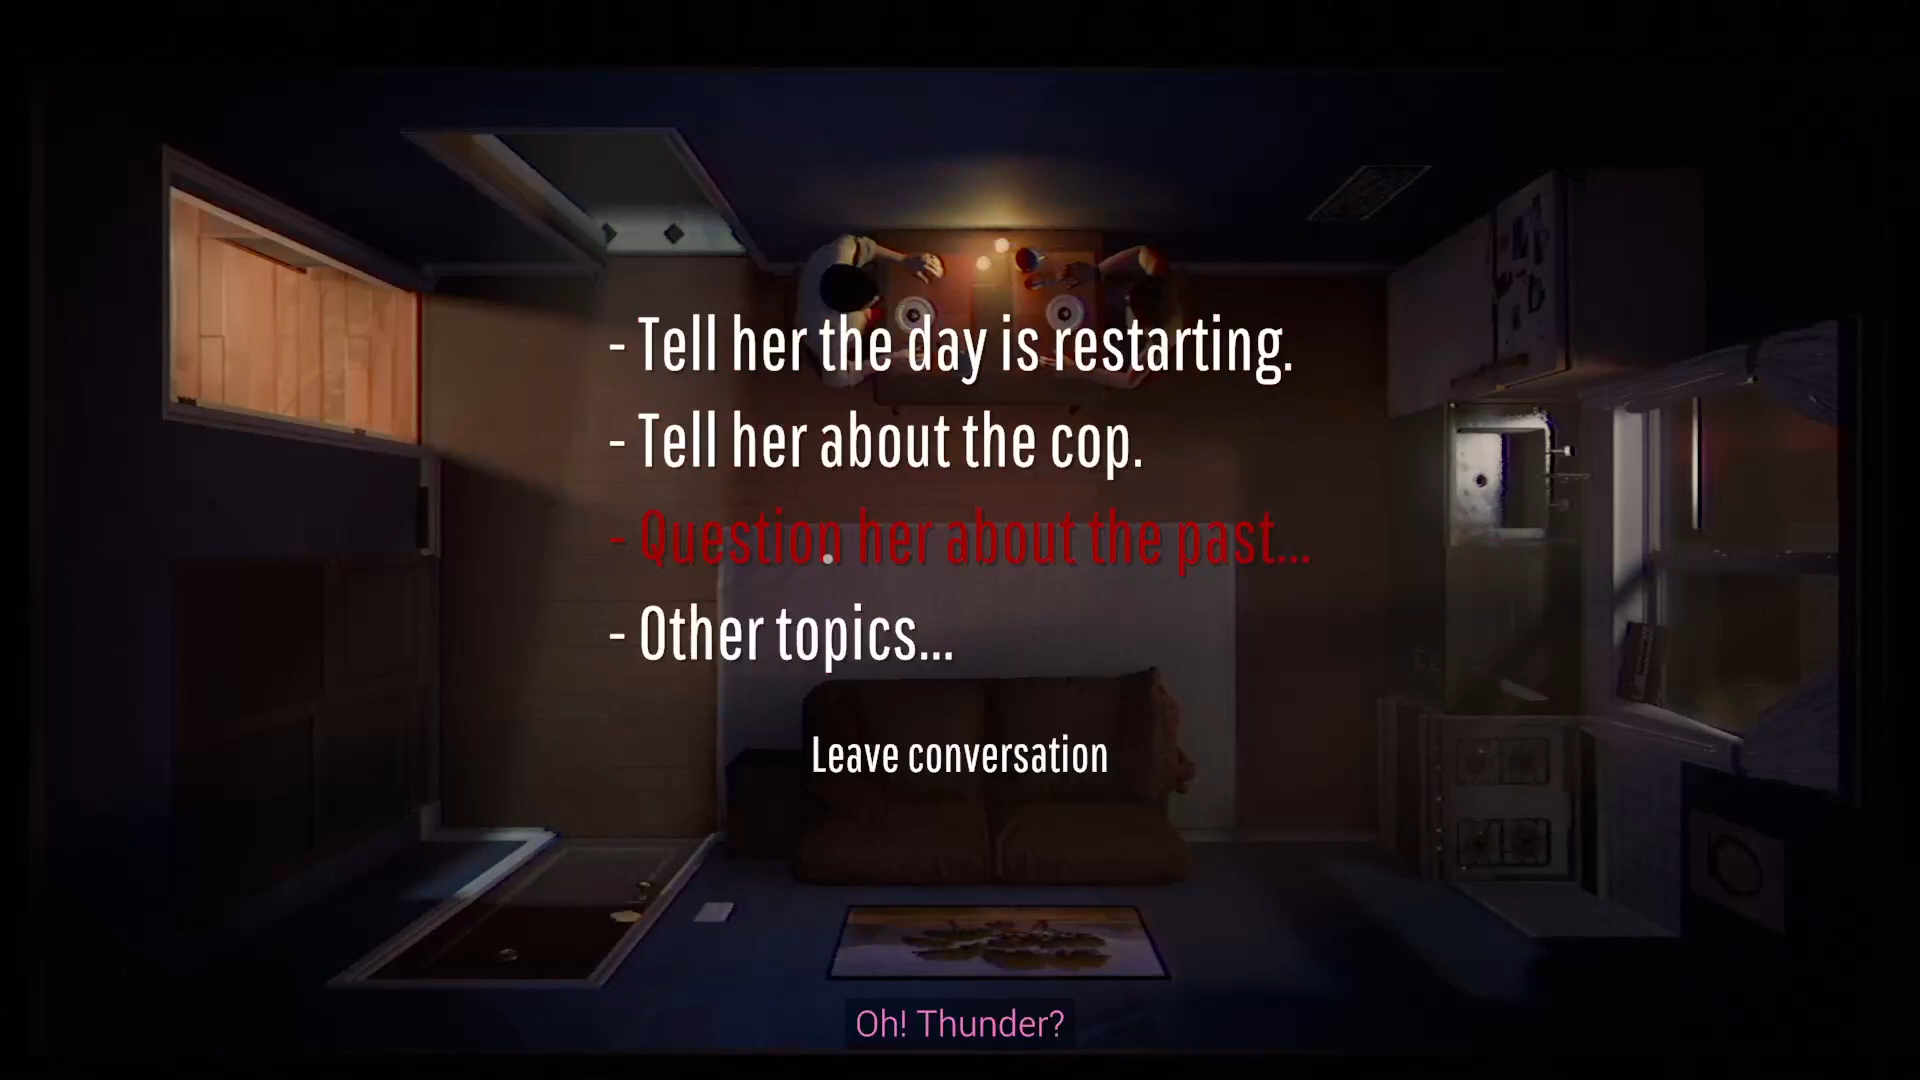 - Tell her the day is restarting.
- Tell her about the cop.
- Question her about the past...
- Other topics...
Leave conversation
Oh! Thunder?